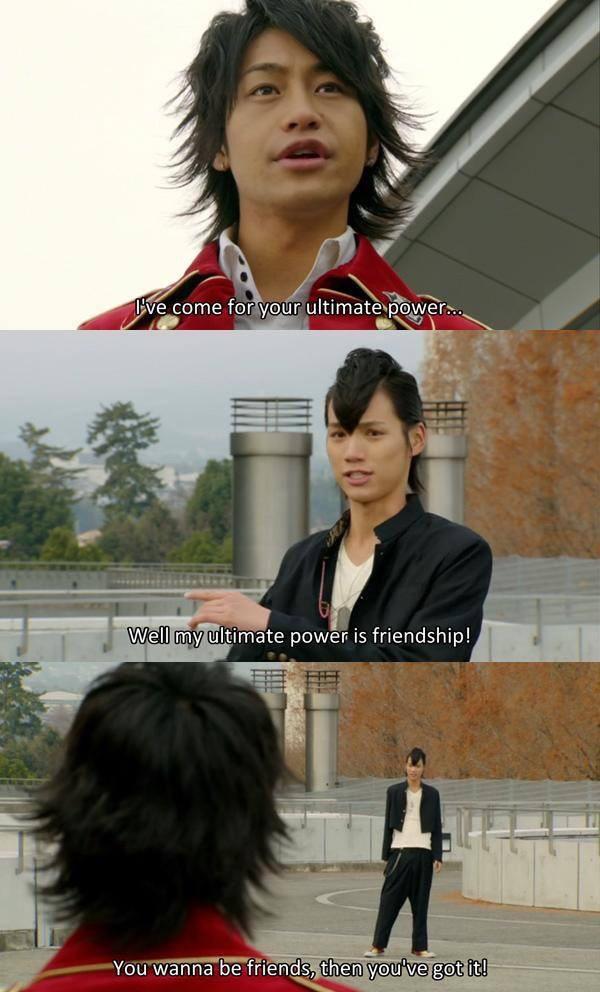 I've come for your ultimate power...
Well my ultimate power is friendship!
You wanna be friends, then you've got it!